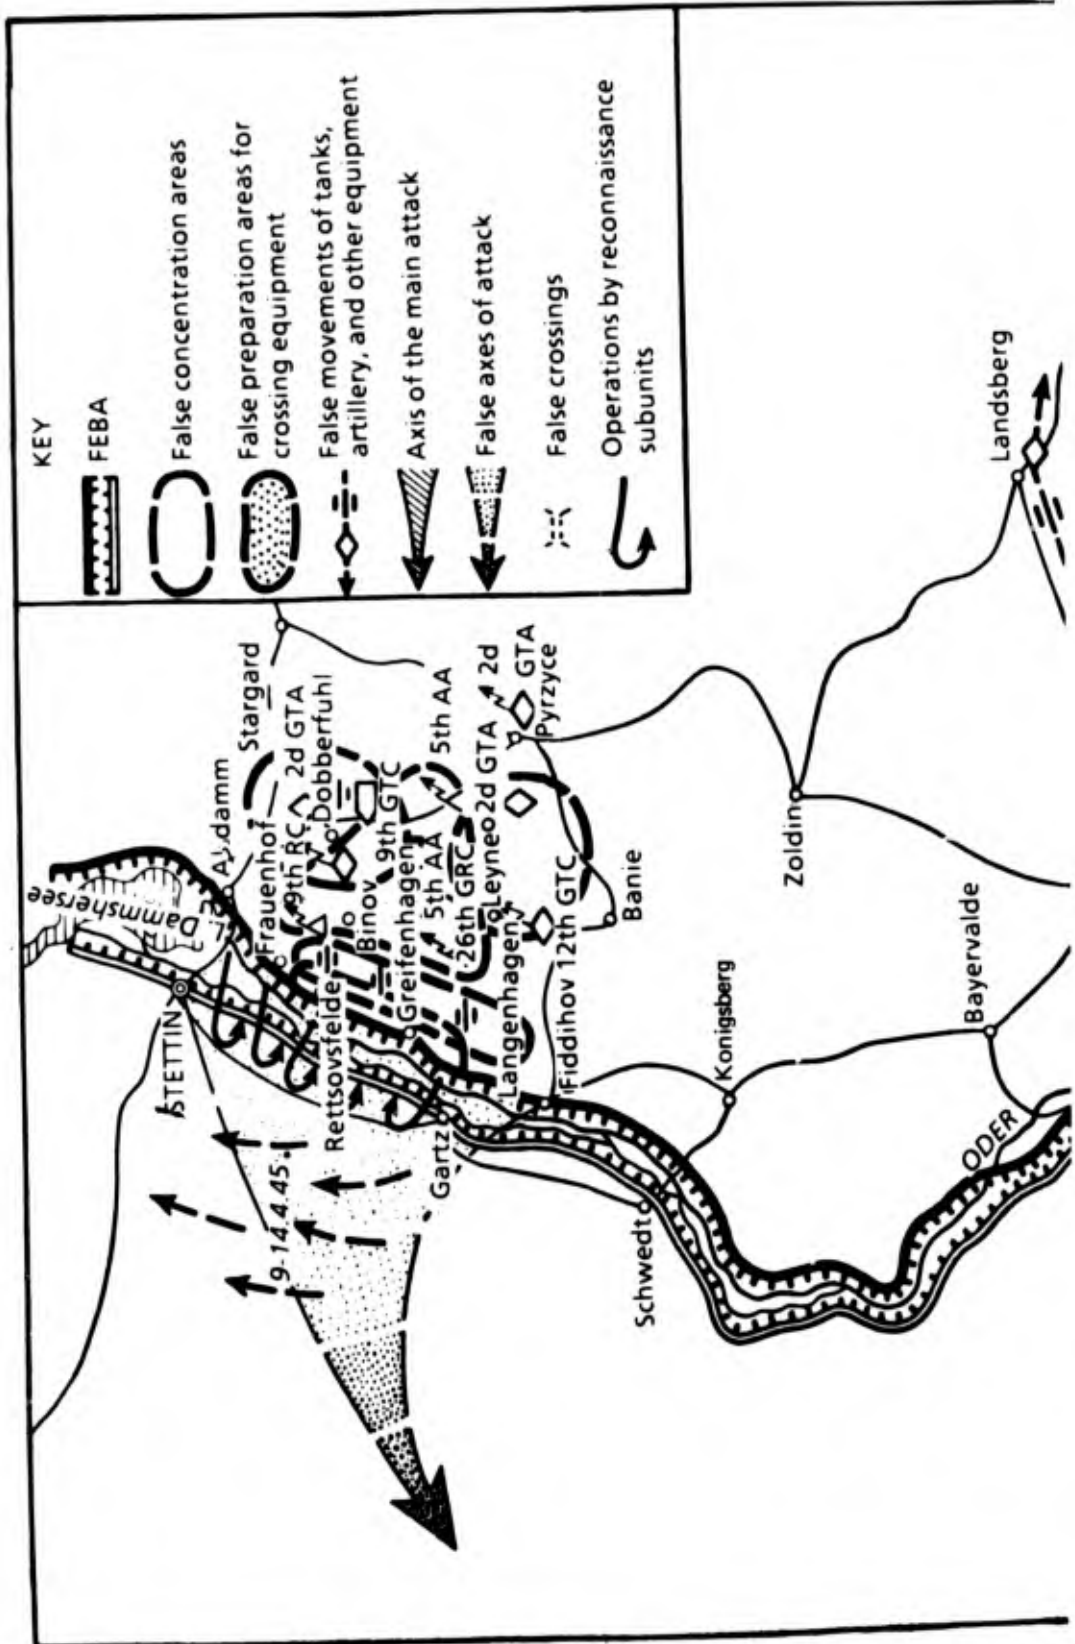 KEY
FEBA
False concentration areas
False preparation areas for
crossing equipment
False movements of tanks,
artillery, and other equipment
Axis of the main attack
False axes of attack
False crossings
Operations by reconnaissance
subunits
Dammshersee
STETTIN
Stargard
Frauenhof
9th RC
2d GTA
Dobberfuhl
9-14.4.45.
Rettsovsfelde
Binov
9th GTC
Greifenhagen
5th AA
5th AA
26th GRC
Leyne
2d GTA
2d
GTA
Pyrzyce
Gartz
Langenhagen
Fiddihov
12th GTC
Banie
Schwedt
Konigsberg
Zoldin
Landsberg
Bayervalde
ODER